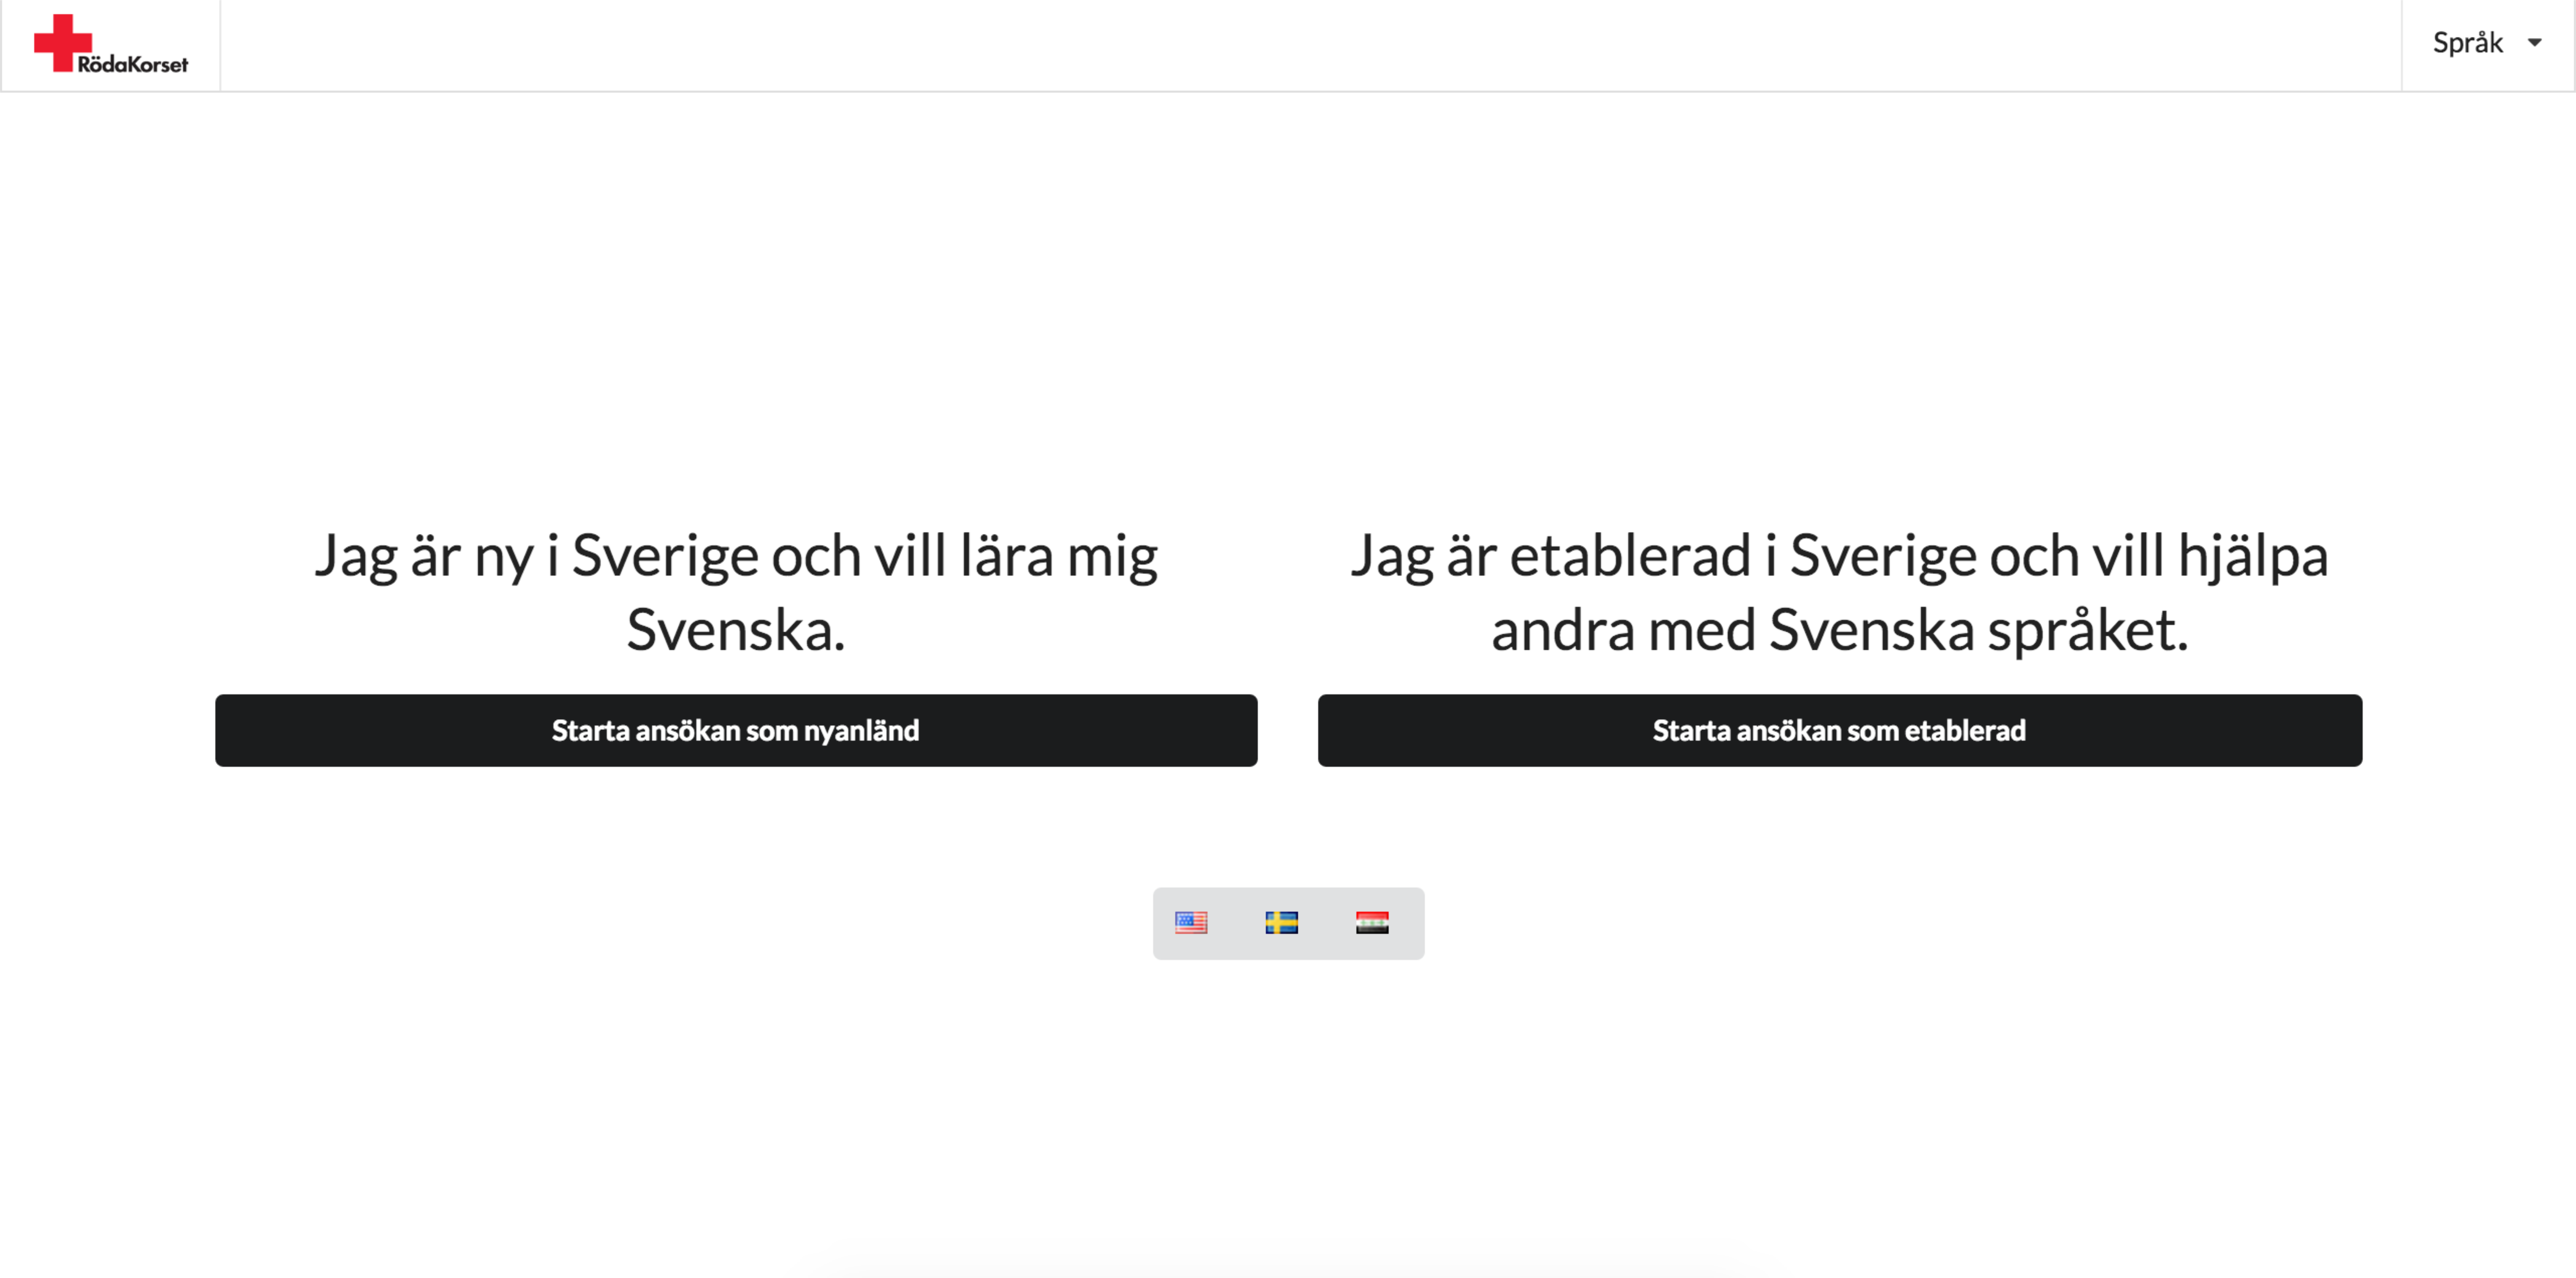 RödaKorset
Språk
Jag är ny i Sverige och vill lära mig
Svenska.
Starta ansökan som nyanländ
Jag är etablerad i Sverige och vill hjälpa
andra med Svenska språket.
Starta ansökan som etablerad